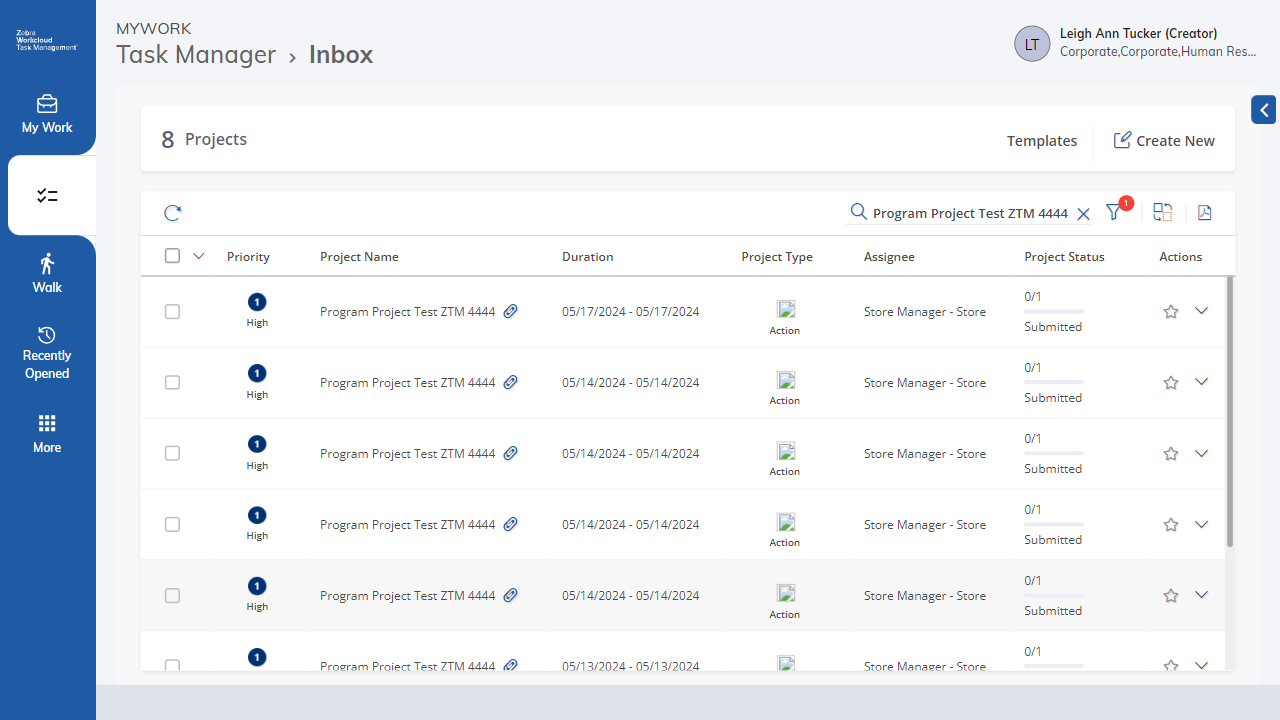 Zebra
Workcloud
Task Management
My Work
Walk
Recently
Opened
More
MYWORK
Task Manager › Inbox
LT
Leigh Ann Tucker (Creator)
Corporate,Corporate,Human Res...
8 Projects
Templates
Create New
Program Project Test ZTM 4444
1
Priority Project Name Duration Project Type Assignee Project Status Actions
1 High Program Project Test ZTM 4444 05/17/2024 - 05/17/2024 Action Store Manager - Store 0/1 Submitted
1 High Program Project Test ZTM 4444 05/14/2024 - 05/14/2024 Action Store Manager - Store 0/1 Submitted
1 High Program Project Test ZTM 4444 05/14/2024 - 05/14/2024 Action Store Manager - Store 0/1 Submitted
1 High Program Project Test ZTM 4444 05/14/2024 - 05/14/2024 Action Store Manager - Store 0/1 Submitted
1 High Program Project Test ZTM 4444 05/14/2024 - 05/14/2024 Action Store Manager - Store 0/1 Submitted
1 Program Project Test ZTM 4444 05/13/2024 - 05/13/2024 Store Manager - Store 0/1